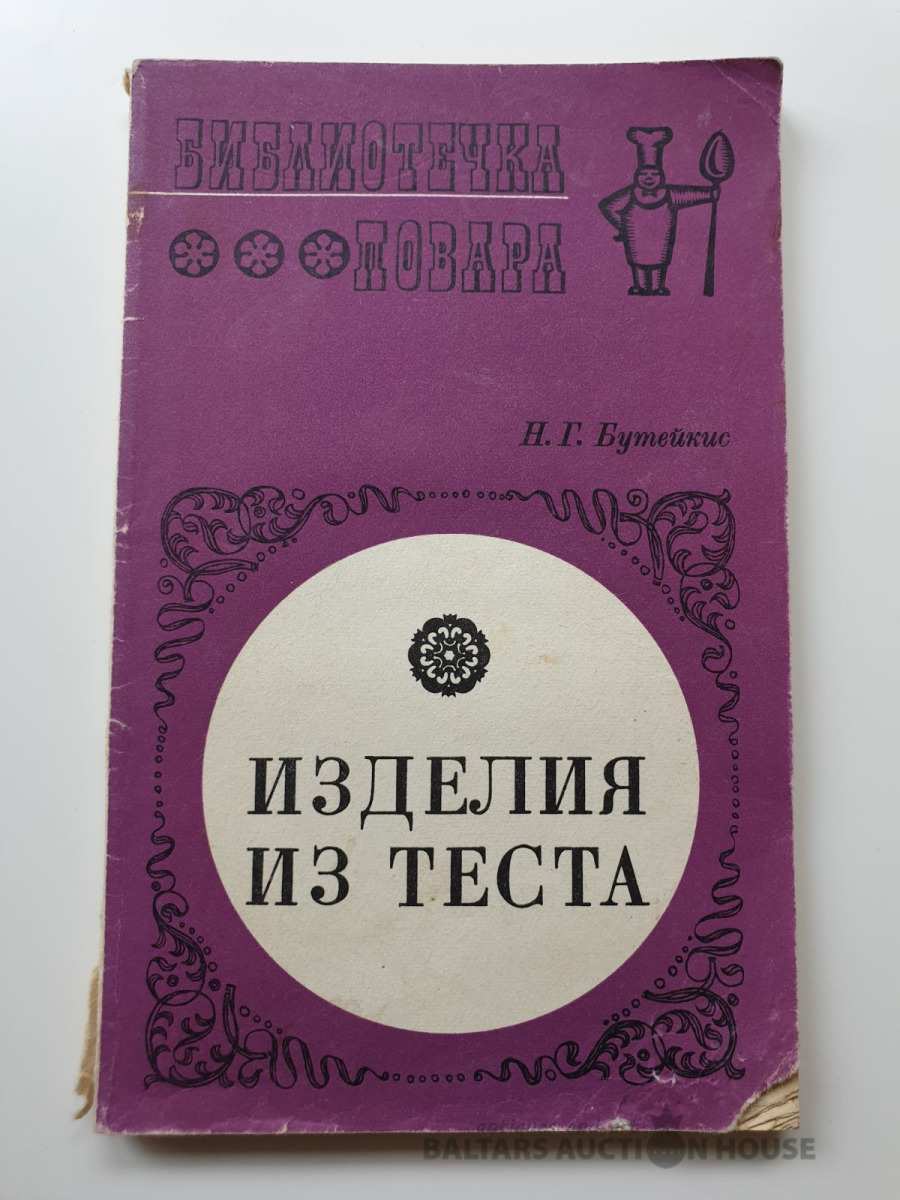 БИБЛИОТЕЧКА
ПОВАРА
Н. Г. Бутейкис
ИЗДЕЛИЯ
ИЗ ТЕСТА
BALTARS AUCTION HOUSE